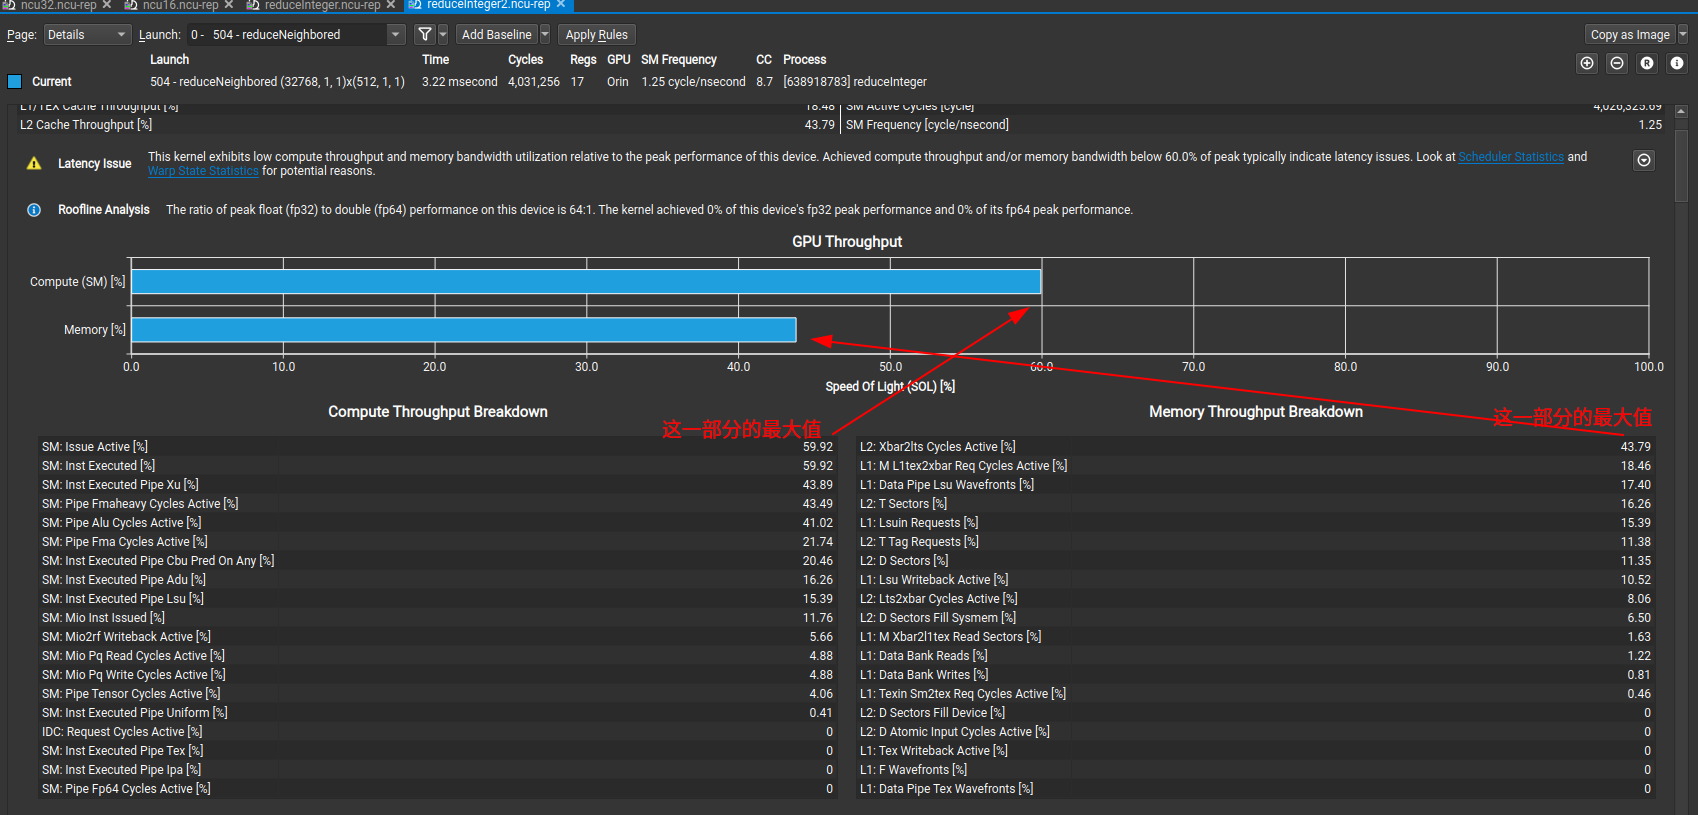 ncu32.ncu-rep ncu16.ncu-rep reduceInteger.ncu-rep reduceInteger2.ncu-rep
Page: Details Launch: 0 - 504 - reduceNeighbored Add Baseline Apply Rules Copy as Image
Launch Time Cycles Regs GPU SM Frequency CC Process
Current 504 - reduceNeighbored (32768, 1, 1)x(512, 1, 1) 3.22 msecond 4,031,256 17 Orin 1.25 cycle/nsecond 8.7 [638918783] reduceInteger
L1/TEX Cache Throughput [%] 18.48 SM Active Cycles [cycle] 4,026,325.69
L2 Cache Throughput [%] 43.79 SM Frequency [cycle/nsecond] 1.25
Latency Issue This kernel exhibits low compute throughput and memory bandwidth utilization relative to the peak performance of this device. Achieved compute throughput and/or memory bandwidth below 60.0% of peak typically indicate latency issues. Look at Scheduler Statistics and
Warp State Statistics for potential reasons.
Roofline Analysis The ratio of peak float (fp32) to double (fp64) performance on this device is 64:1. The kernel achieved 0% of this device's fp32 peak performance and 0% of its fp64 peak performance.
GPU Throughput
Compute (SM) [%]
Memory [%]
0.0 10.0 20.0 30.0 40.0 50.0 60.0 70.0 80.0 90.0 100.0
Speed Of Light (SOL) [%]
Compute Throughput Breakdown Memory Throughput Breakdown
这一部分的最大值 这一部分的最大值
SM: Issue Active [%] 59.92 L2: Xbar2lts Cycles Active [%] 43.79
SM: Inst Executed [%] 59.92 L1: M L1tex2xbar Req Cycles Active [%] 18.46
SM: Inst Executed Pipe Xu [%] 43.89 L1: Data Pipe Lsu Wavefronts [%] 17.40
SM: Pipe Fmaheavy Cycles Active [%] 43.49 L2: T Sectors [%] 16.26
SM: Pipe Alu Cycles Active [%] 41.02 L1: Lsuin Requests [%] 15.39
SM: Pipe Fma Cycles Active [%] 21.74 L2: T Tag Requests [%] 11.38
SM: Inst Executed Pipe Cbu Pred On Any [%] 20.46 L2: D Sectors [%] 11.35
SM: Inst Executed Pipe Adu [%] 16.26 L1: Lsu Writeback Active [%] 10.52
SM: Inst Executed Pipe Lsu [%] 15.39 L2: Lts2xbar Cycles Active [%] 8.06
SM: Mio Inst Issued [%] 11.76 L2: D Sectors Fill Sysmem [%] 6.50
SM: Mio2rf Writeback Active [%] 5.66 L1: M Xbar2l1tex Read Sectors [%] 1.63
SM: Mio Pq Read Cycles Active [%] 4.88 L1: Data Bank Reads [%] 1.22
SM: Mio Pq Write Cycles Active [%] 4.88 L1: Data Bank Writes [%] 0.81
SM: Pipe Tensor Cycles Active [%] 4.06 L1: Texin Sm2tex Req Cycles Active [%] 0.46
SM: Inst Executed Pipe Uniform [%] 0.41 L2: D Sectors Fill Device [%] 0
IDC: Request Cycles Active [%] 0 L2: D Atomic Input Cycles Active [%] 0
SM: Inst Executed Pipe Tex [%] 0 L1: Tex Writeback Active [%] 0
SM: Inst Executed Pipe Ipa [%] 0 L1: F Wavefronts [%] 0
SM: Pipe Fp64 Cycles Active [%] 0 L1: Data Pipe Tex Wavefronts [%] 0